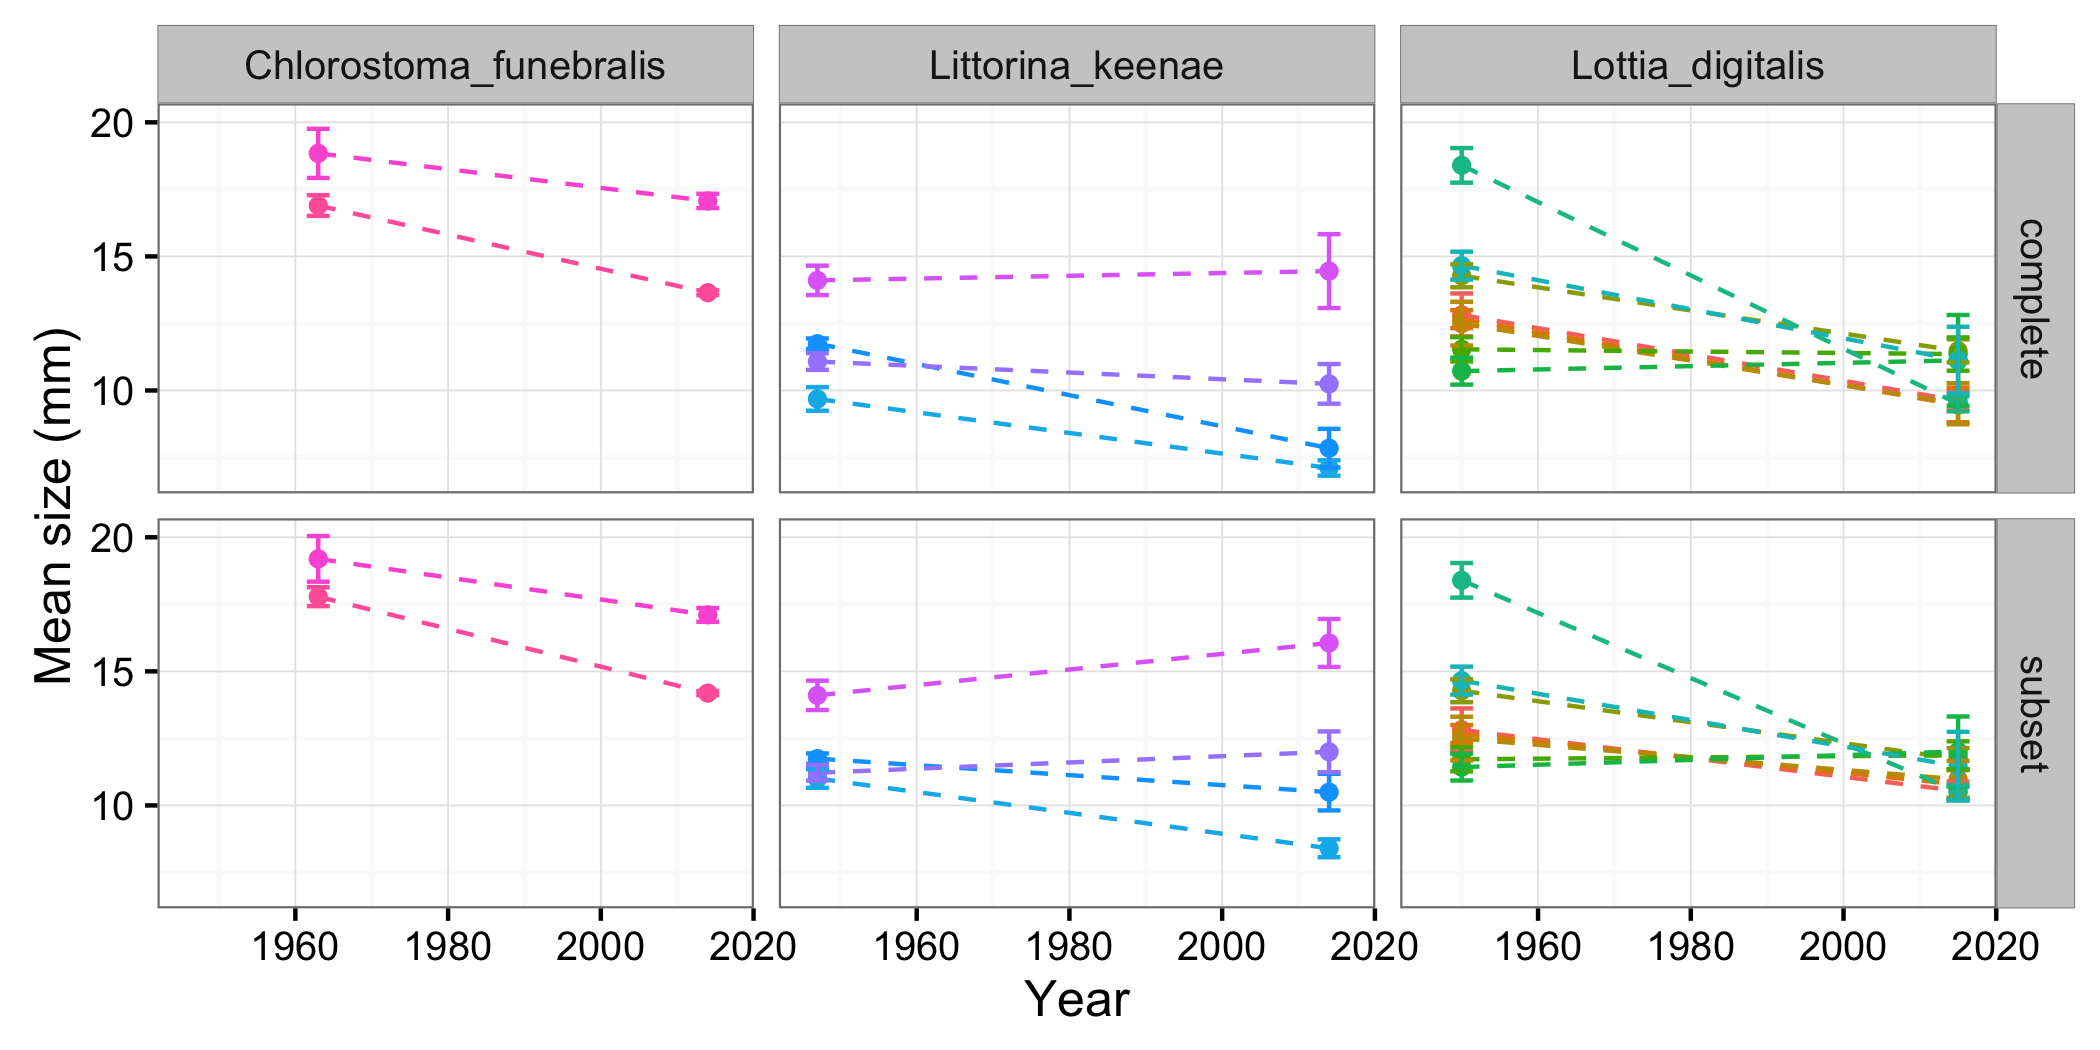 Chlorostoma_funebralis Littorina_keenae Lottia_digitalis
20
15
10
complete
Mean size (mm)
20
15
10
subset
1960 1980 2000 2020 1960 1980 2000 2020 1960 1980 2000 2020
Year